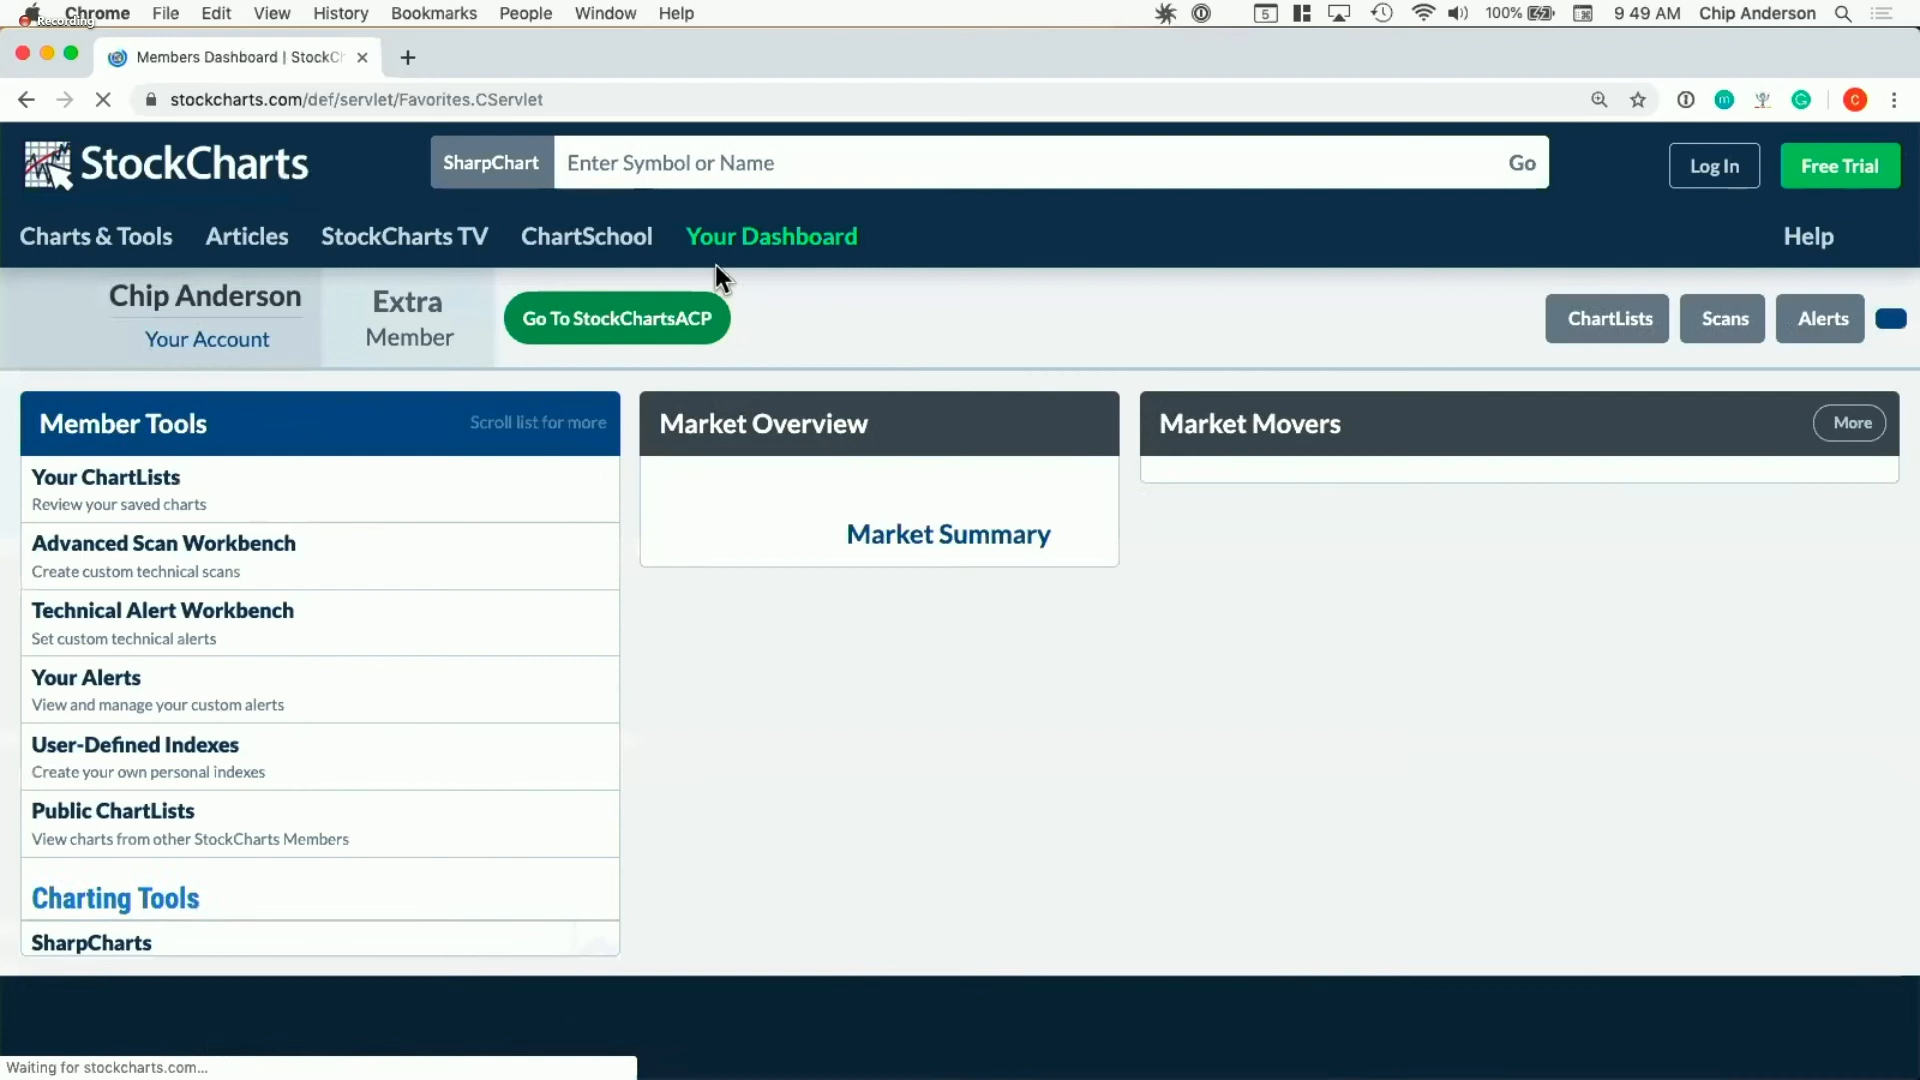 Chrome File Edit View History Bookmarks People Window Help
Recording
5 100% 9 49 AM Chip Anderson
Members Dashboard | StockCh
stockcharts.com/def/servlet/Favorites.CServlet
m
C
StockCharts
SharpChart Enter Symbol or Name Go
Log In Free Trial
Charts & Tools Articles StockCharts TV ChartSchool Your Dashboard Help
Chip Anderson
Your Account
Extra
Member
Go To StockChartsACP
ChartLists Scans Alerts
Member Tools Scroll list for more
Your ChartLists
Review your saved charts
Advanced Scan Workbench
Create custom technical scans
Technical Alert Workbench
Set custom technical alerts
Your Alerts
View and manage your custom alerts
User-Defined Indexes
Create your own personal indexes
Public ChartLists
View charts from other StockCharts Members
Charting Tools
SharpCharts
Market Overview
Market Summary
Market Movers More
Waiting for stockcharts.com...